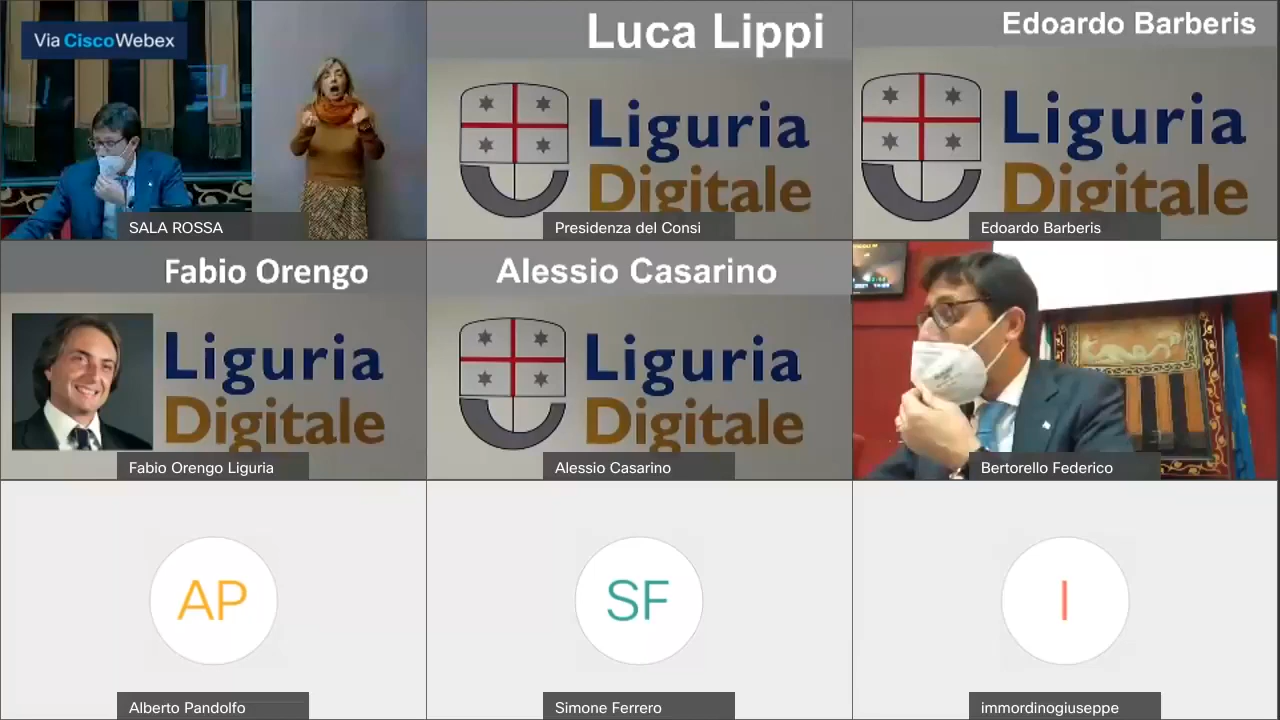 Via Cisco Webex
SALA ROSSA
Luca Lippi
Liguria
Digitale
Presidenza del Consi
Edoardo Barberis
Liguria
Digitale
Edoardo Barberis
Fabio Orengo
Liguria
Digitale
Fabio Orengo Liguria
Alessio Casarino
Liguria
Digitale
Alessio Casarino
Bertorello Federico
AP
Alberto Pandolfo
SF
Simone Ferrero
I
immordinogiuseppe